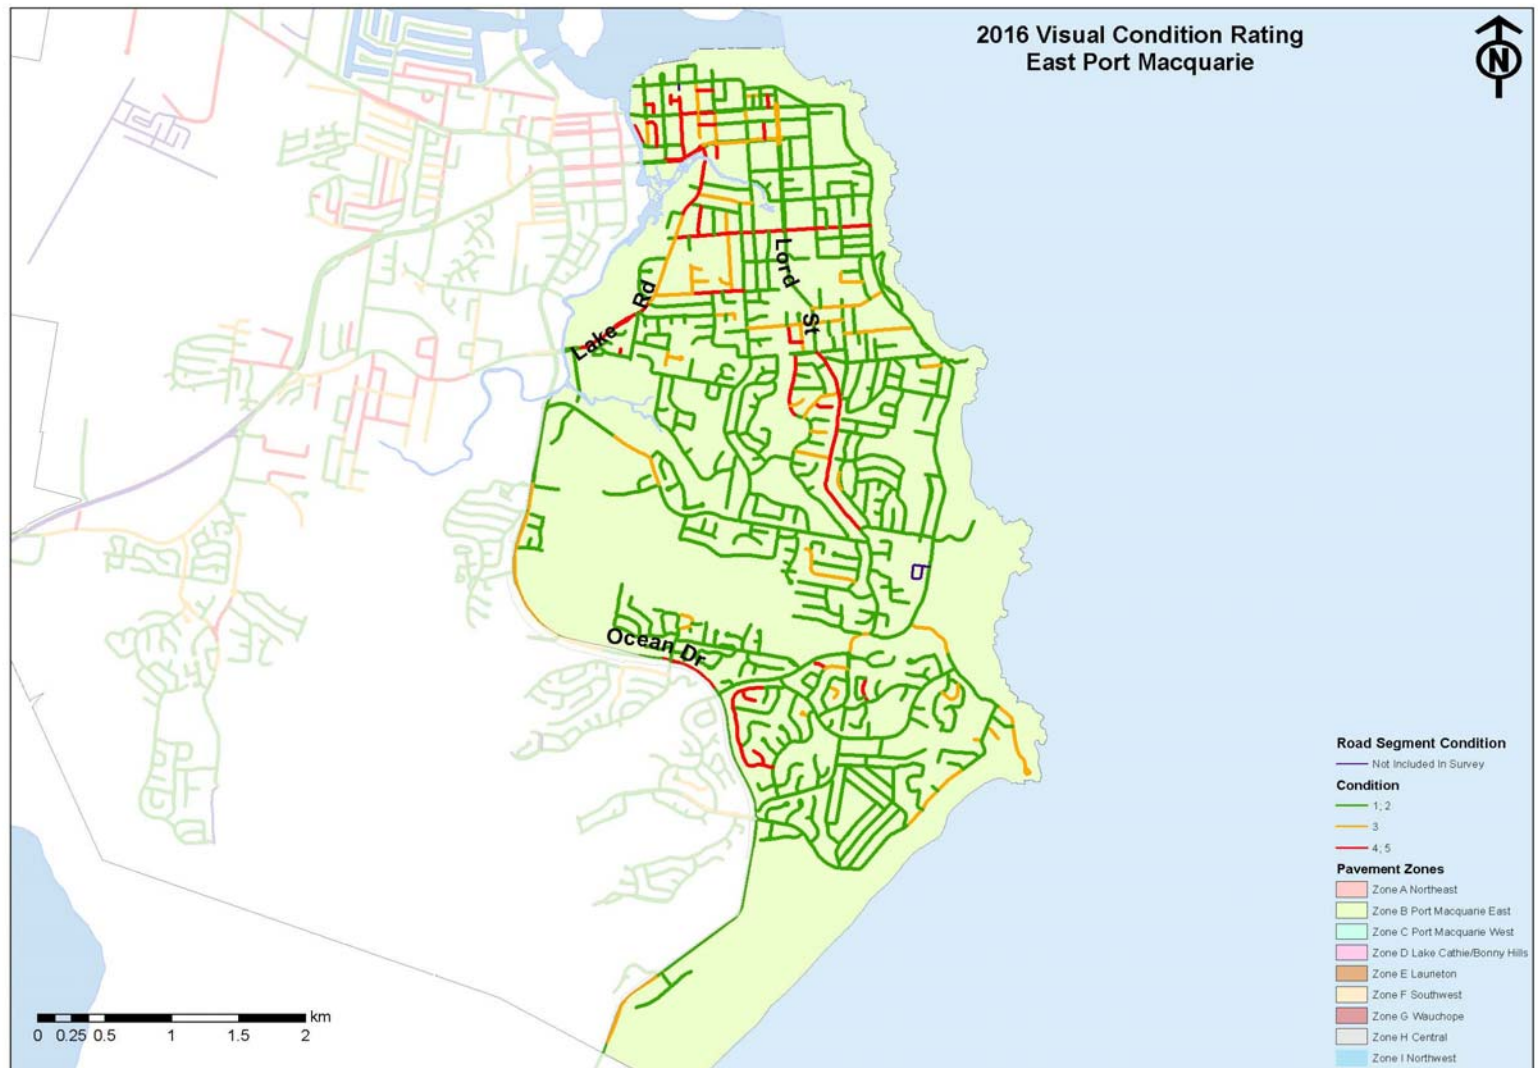 2016 Visual Condition Rating
East Port Macquarie
N
Lord
St
Lake Rd
Ocean Dr
Road Segment Condition
Not Included In Survey
Condition
1; 2
3
4; 5
Pavement Zones
Zone A Northeast
Zone B Port Macquarie East
Zone C Port Macquarie West
Zone D Lake Cathie/Bonny Hills
Zone E Laurieton
Zone F Southwest
Zone G Wauchope
Zone H Central
Zone I Northwest
km
0 0.25 0.5 1 1.5 2